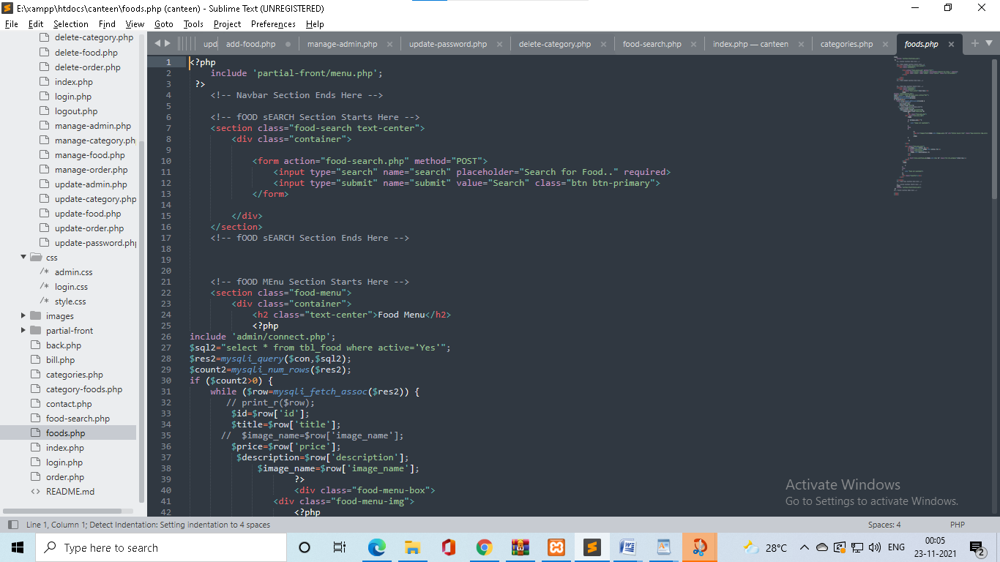 E:\xampp\htdocs\canteen\foods.php (canteen) - Sublime Text (UNREGISTERED)
File Edit Selection Find View Goto Tools Project Preferences Help
delete-category.php
delete-food.php
delete-order.php
index.php
login.php
logout.php
manage-admin.php
manage-category.ph
manage-food.php
manage-order.php
update-admin.php
update-category.php
update-food.php
update-order.php
update-password.php
css
/* admin.css
/* login.css
/* style.css
images
partial-front
back.php
bill.php
categories.php
category-foods.php
contact.php
food-search.php
foods.php
index.php
login.php
order.php
<> README.md
upd add-food.php manage-admin.php update-password.php delete-category.php food-search.php index.php — canteen categories.php foods.php
1 <?php
2     include 'partial-front/menu.php';
3  ?>
4     <!-- Navbar Section Ends Here -->
5
6     <!-- fOOD sEARCH Section Starts Here -->
7     <section class="food-search text-center">
8         <div class="container">
9
10             <form action="food-search.php" method="POST">
11                 <input type="search" name="search" placeholder="Search for Food.." required>
12                 <input type="submit" name="submit" value="Search" class="btn btn-primary">
13             </form>
14
15         </div>
16     </section>
17     <!-- fOOD sEARCH Section Ends Here -->
18
19
20
21     <!-- fOOD MEnu Section Starts Here -->
22     <section class="food-menu">
23         <div class="container">
24             <h2 class="text-center">Food Menu</h2>
25             <?php
26 include 'admin/connect.php';
27 $sql2="select * from tbl_food where active='Yes'";
28 $res2=mysqli_query($con,$sql2);
29 $count2=mysqli_num_rows($res2);
30 if ($count2>0) {
31     while ($row=mysqli_fetch_assoc($res2)) {
32        // print_r($row);
33         $id=$row['id'];
34         $title=$row['title'];
35       //  $image_name=$row['image_name'];
36         $price=$row['price'];
37          $description=$row['description'];
38              $image_name=$row['image_name'];
39                     ?>
40                     <div class="food-menu-box">
41                 <div class="food-menu-img">
42                     <?php
Activate Windows
Go to Settings to activate Windows.
Line 1, Column 1; Detect Indentation: Setting indentation to 4 spaces Spaces: 4 PHP
Type here to search 28°C ENG 00:05
23-11-2021
2